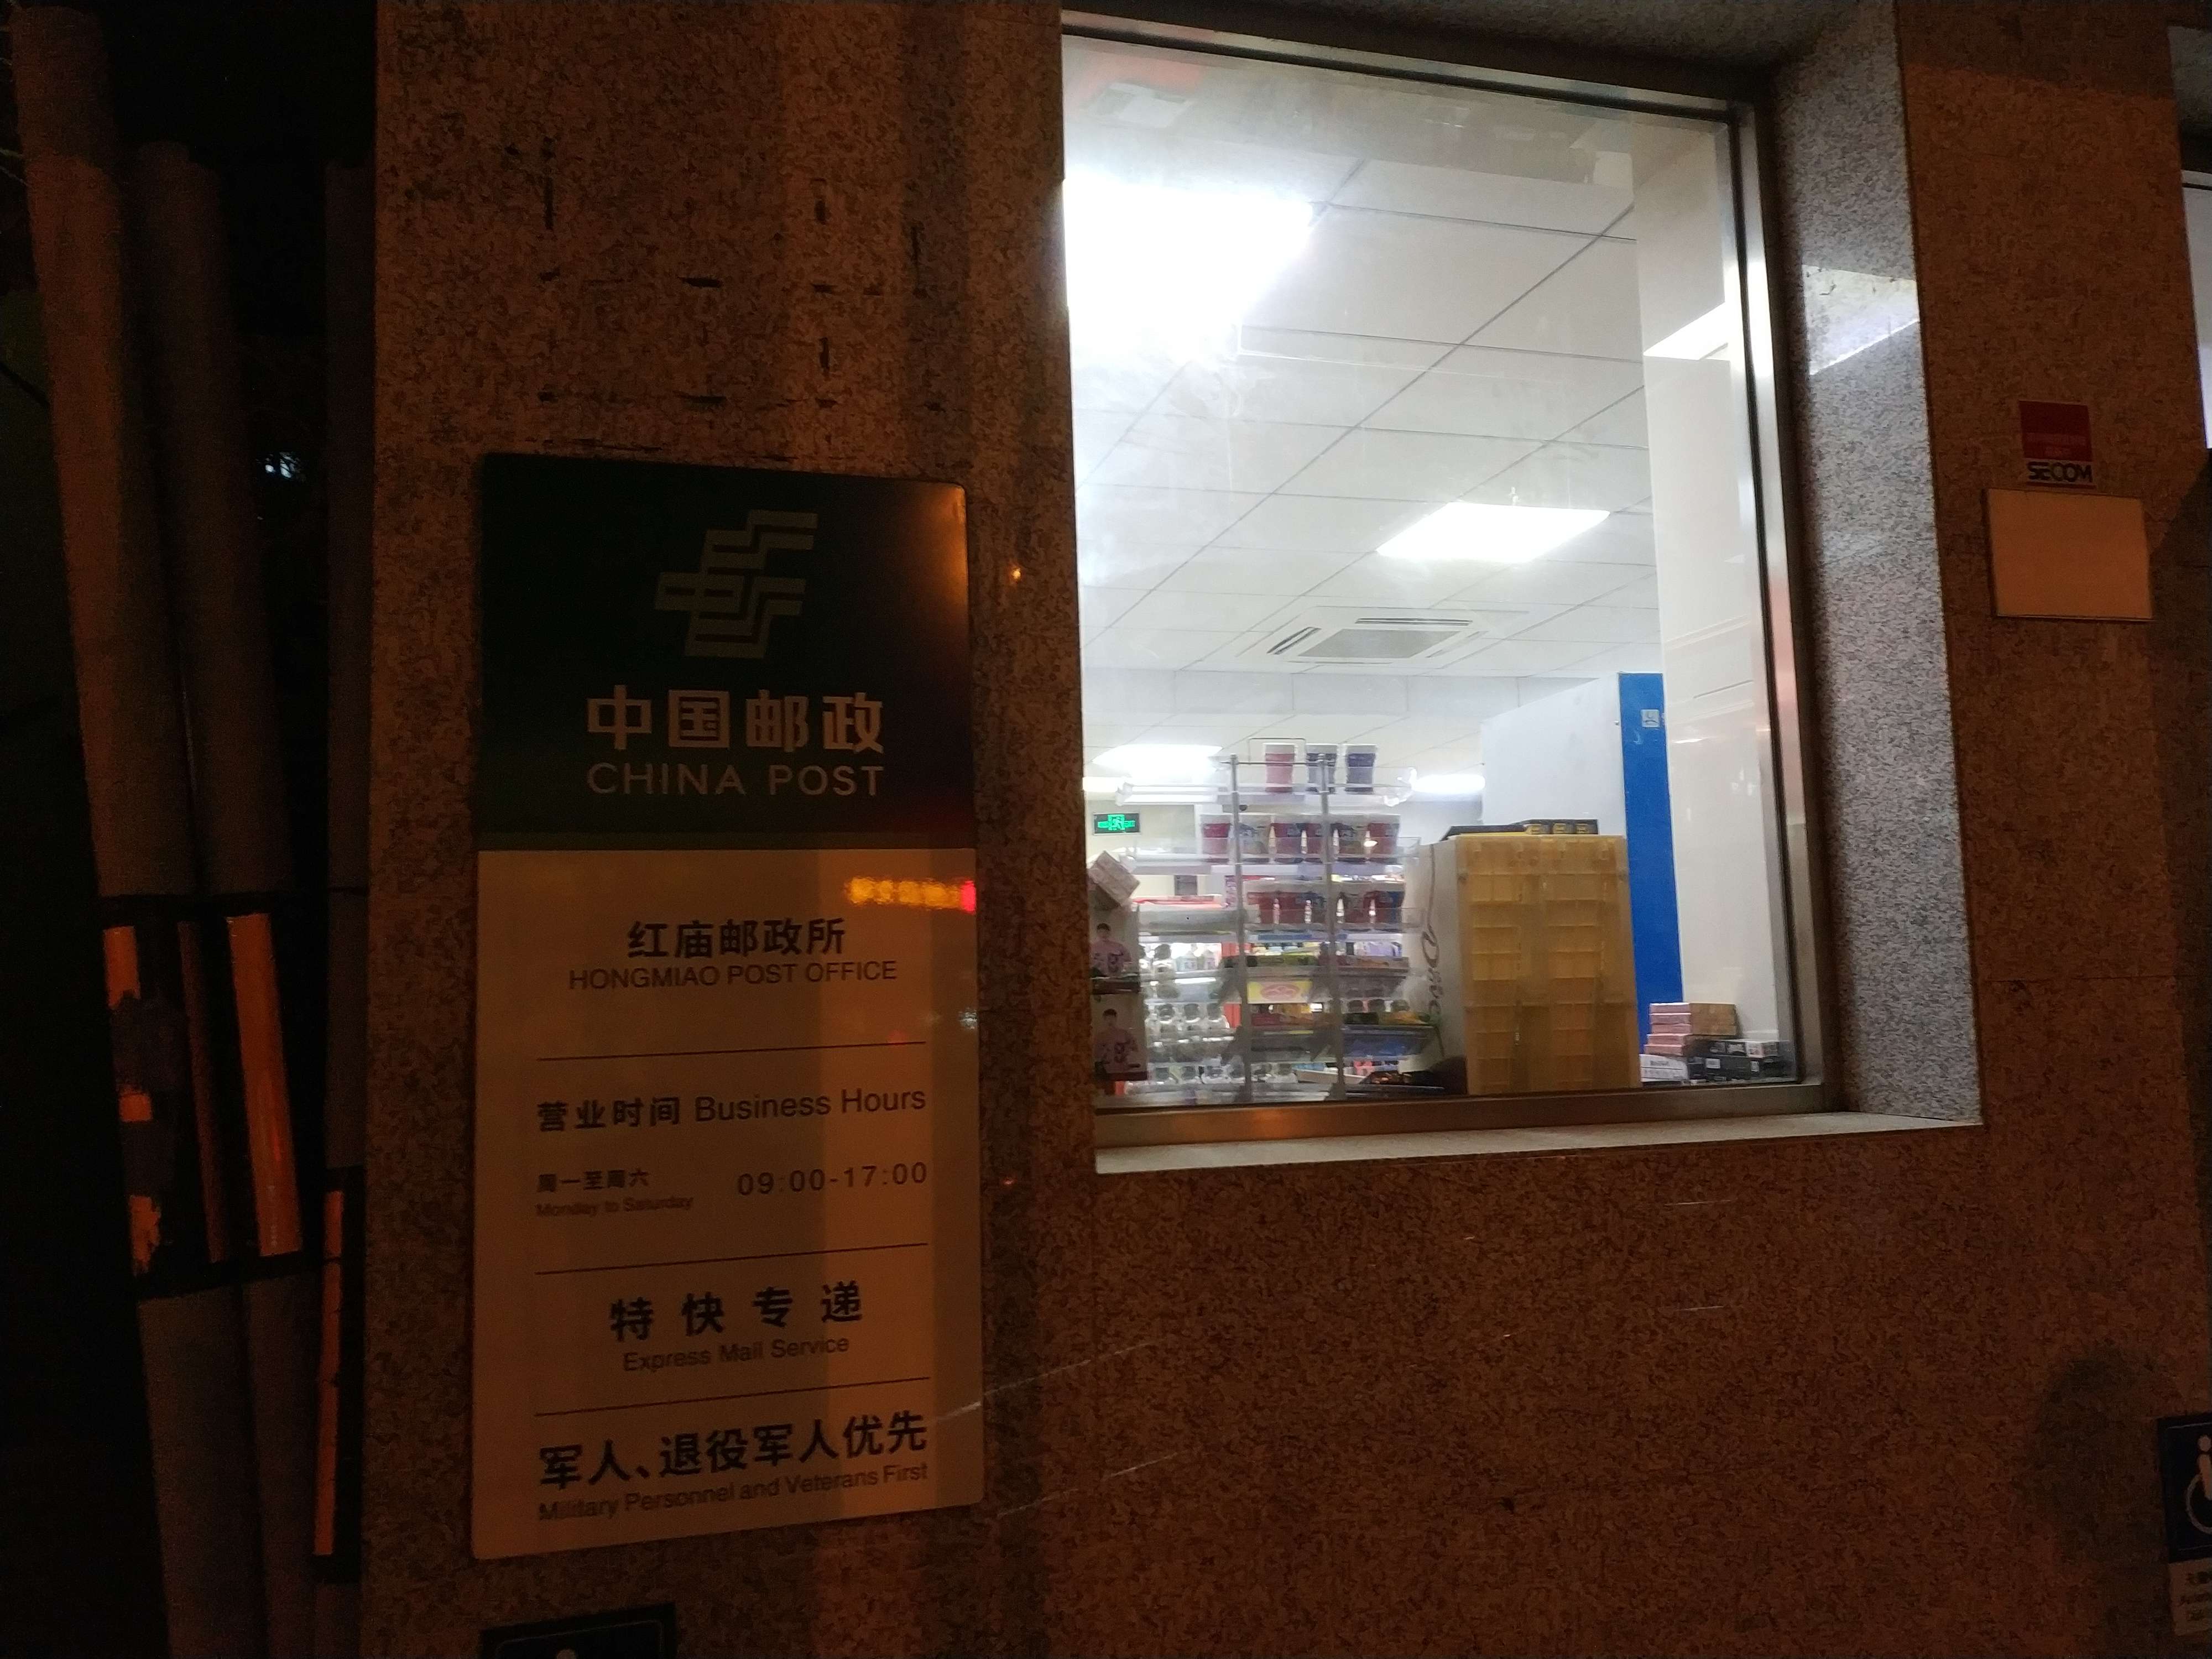 中国邮政
CHINA POST
红庙邮政所
HONGMIAO POST OFFICE
营业时间 Business Hours
周一至周六 09:00-17:00
Monday to Saturday
特快专递
Express Mail Service
军人、退役军人优先
Military Personnel and Veterans First
SECOM